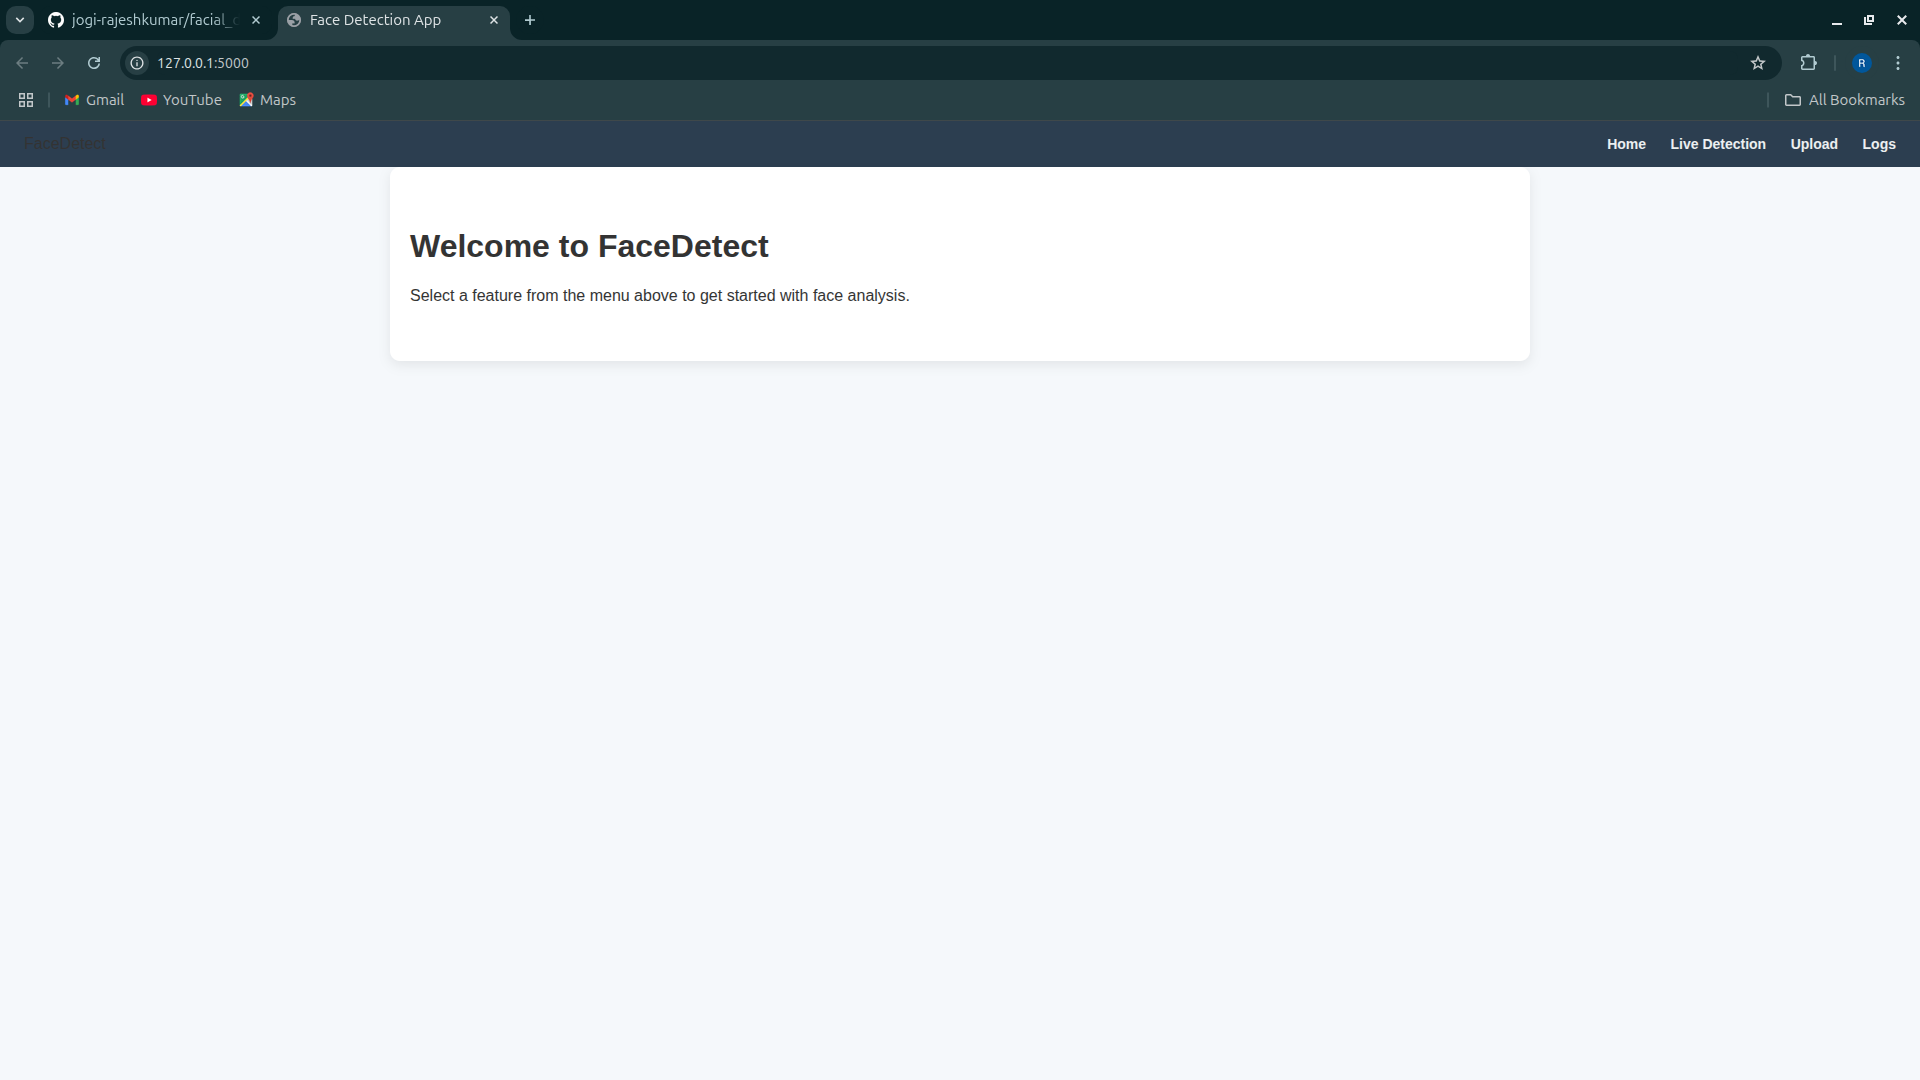 jogi-rajeshkumar/facial_
Face Detection App
127.0.0.1:5000
R
Gmail
YouTube
Maps
All Bookmarks
FaceDetect
Home
Live Detection
Upload
Logs
Welcome to FaceDetect
Select a feature from the menu above to get started with face analysis.